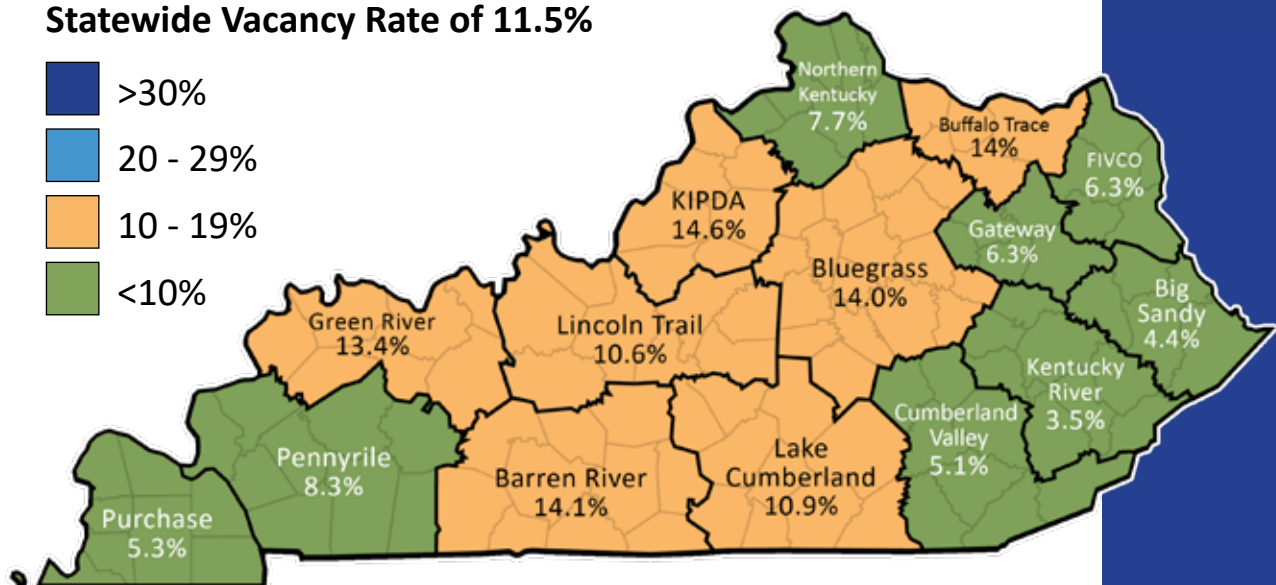 Statewide Vacancy Rate of 11.5%
>30%
20 - 29%
10 - 19%
<10%
Northern
Kentucky
7.7%
Buffalo Trace
14%
FIVCO
6.3%
KIPDA
14.6%
Gateway
6.3%
Bluegrass
14.0%
Big
Sandy
4.4%
Green River
13.4%
Lincoln Trail
10.6%
Kentucky
River
3.5%
Cumberland
Valley
5.1%
Pennyrile
8.3%
Barren River
14.1%
Lake
Cumberland
10.9%
Purchase
5.3%